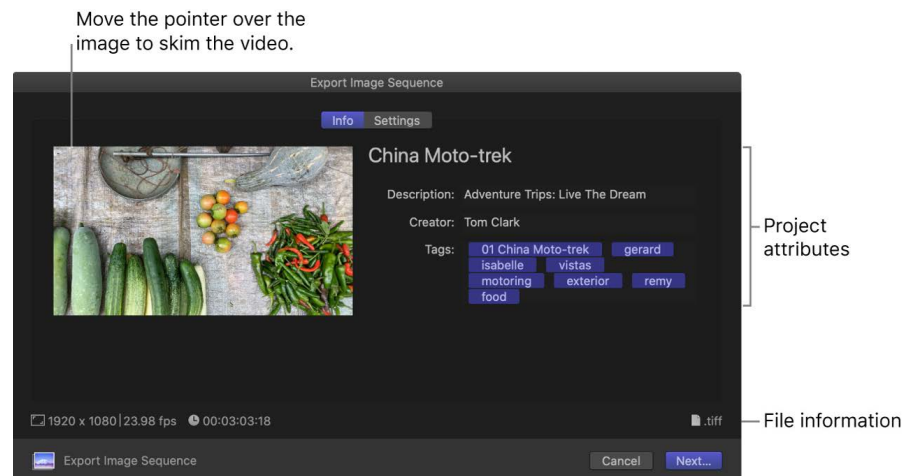 Move the pointer over the
image to skim the video.
Export Image Sequence
Info Settings
China Moto-trek
Description: Adventure Trips: Live The Dream
Creator: Tom Clark
Tags: 01 China Moto-trek gerard
isabelle vistas
motoring exterior remy
food
Project
attributes
1920 x 1080 | 23.98 fps 00:03:03:18 .tiff
File information
Export Image Sequence Cancel Next...